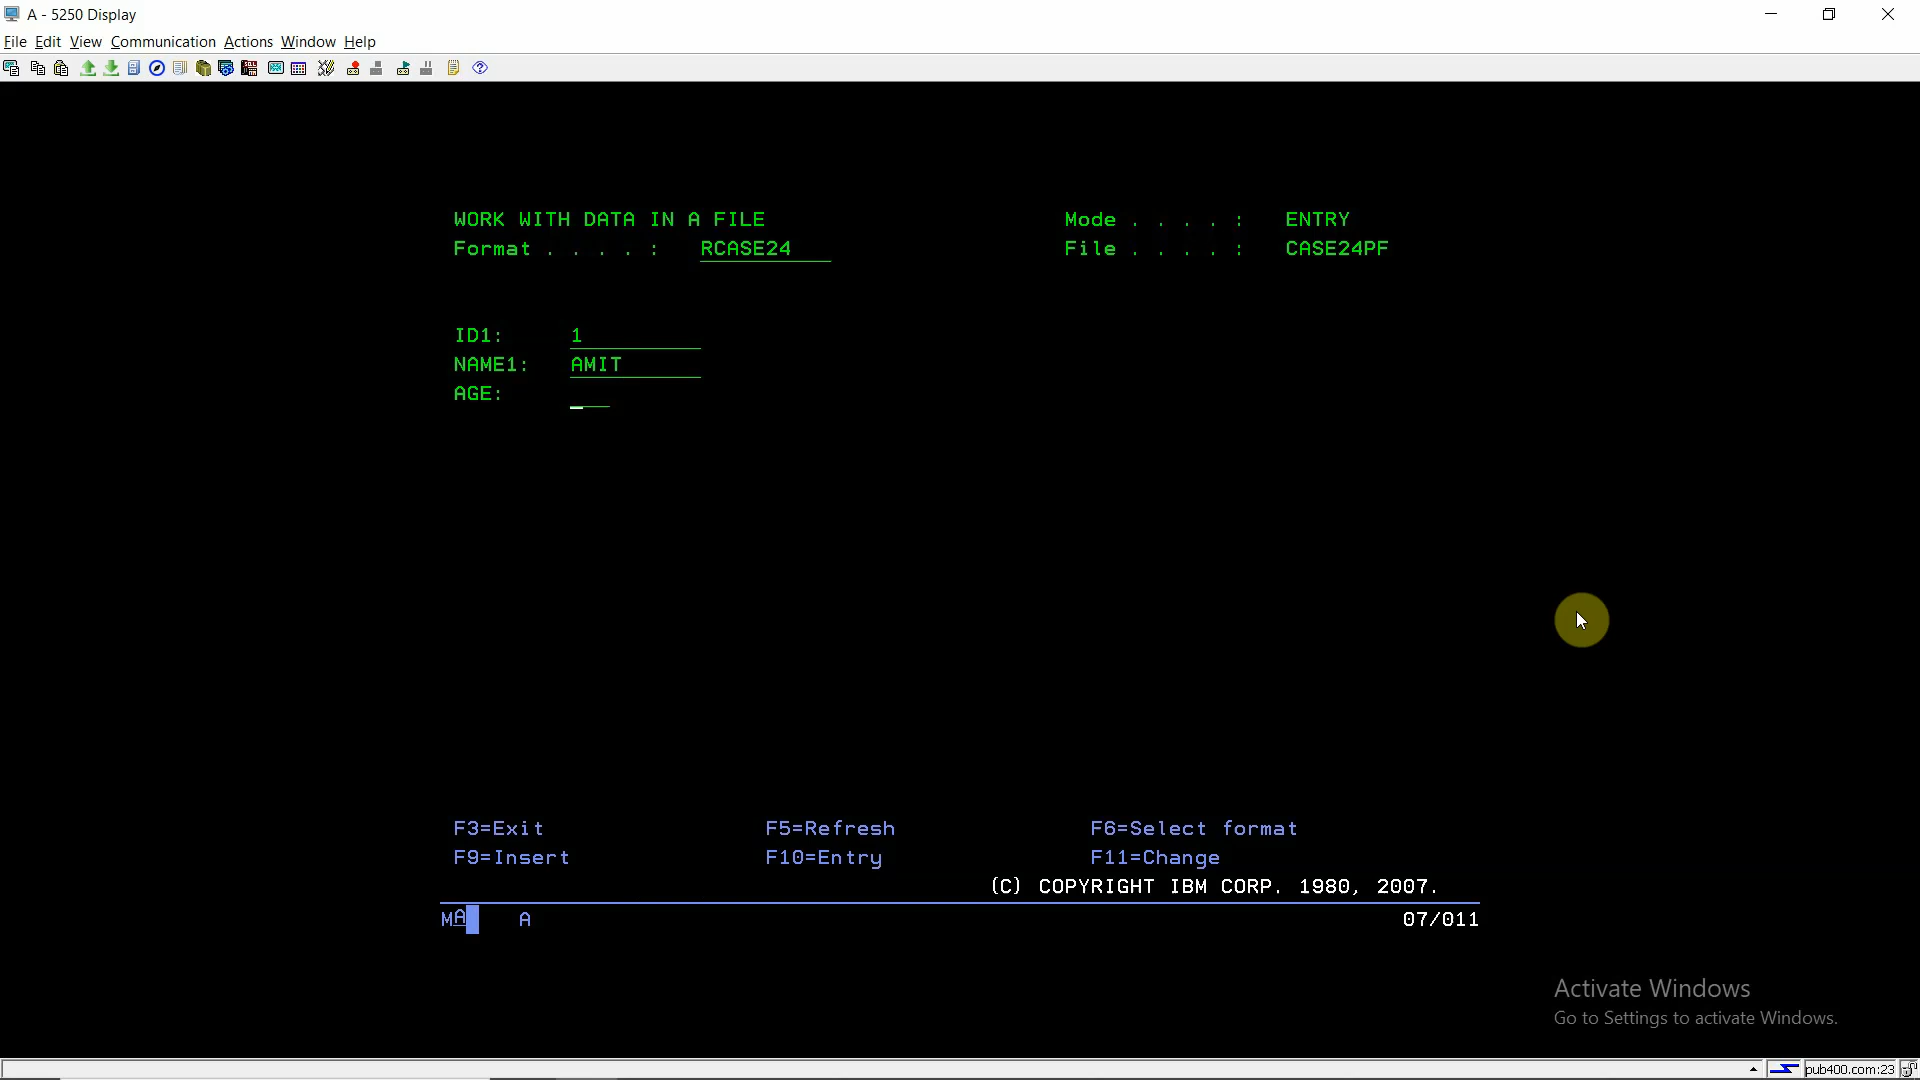 A - 5250 Display
File Edit View Communication Actions Window Help
WORK WITH DATA IN A FILE Mode . . . . : ENTRY
Format . . . . : RCASE24 File . . . . : CASE24PF
ID1: 1
NAME1: AMIT
AGE:
F3=Exit F5=Refresh F6=Select format
F9=Insert F10=Entry F11=Change
(C) COPYRIGHT IBM CORP. 1980, 2007.
MA A 07/011
Activate Windows
Go to Settings to activate Windows.
pub400.com:23